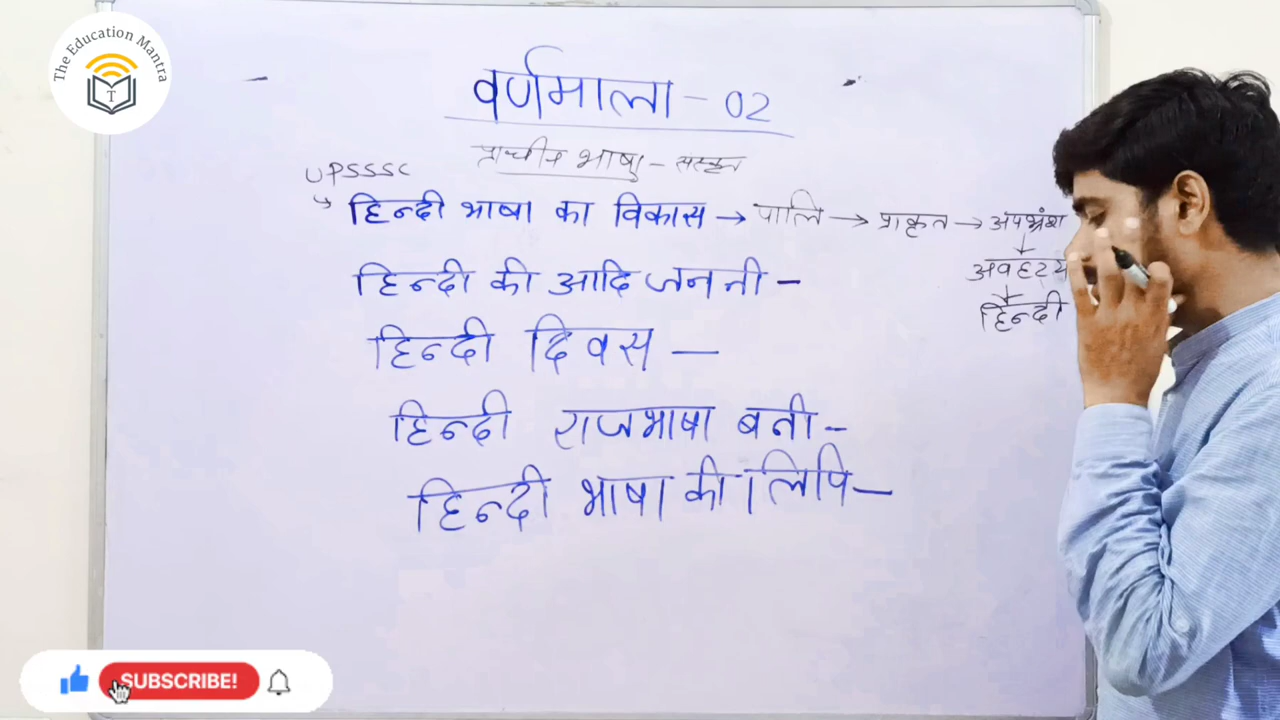 The Education Mantra
T
वर्णमाला - 02
प्राचीन भाषा - संस्कृत
UPSSSC
↳ हिन्दी भाषा का विकास → पालि → प्राकृत → अपभ्रंश
↓
अवहट्ट
↓
हिन्दी
हिन्दी की आदि जननी -
हिन्दी दिवस —
हिन्दी राजभाषा बनी -
हिन्दी भाषा की लिपि -
SUBSCRIBE!